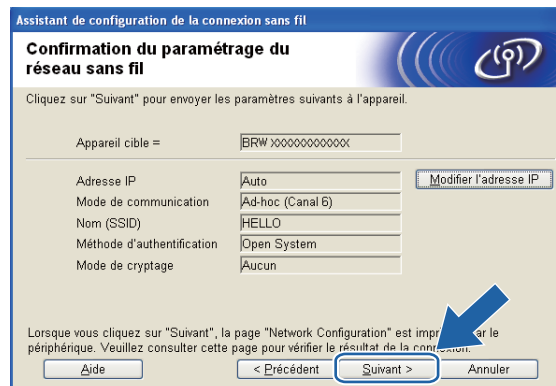 Assistant de configuration de la connexion sans fil
Confirmation du paramétrage du
réseau sans fil
Cliquez sur "Suivant" pour envoyer les paramètres suivants à l'appareil.
Appareil cible = BRW XXXXXXXXXXXX
Adresse IP Auto Modifier l'adresse IP
Mode de communication Ad-hoc (Canal 6)
Nom (SSID) HELLO
Méthode d'authentification Open System
Mode de cryptage Aucun
Lorsque vous cliquez sur "Suivant", la page "Network Configuration" est le
périphérique. Veuillez consulter cette page pour vérifier le résultat de la connexion.
Aide < Précédent Suivant > Annuler